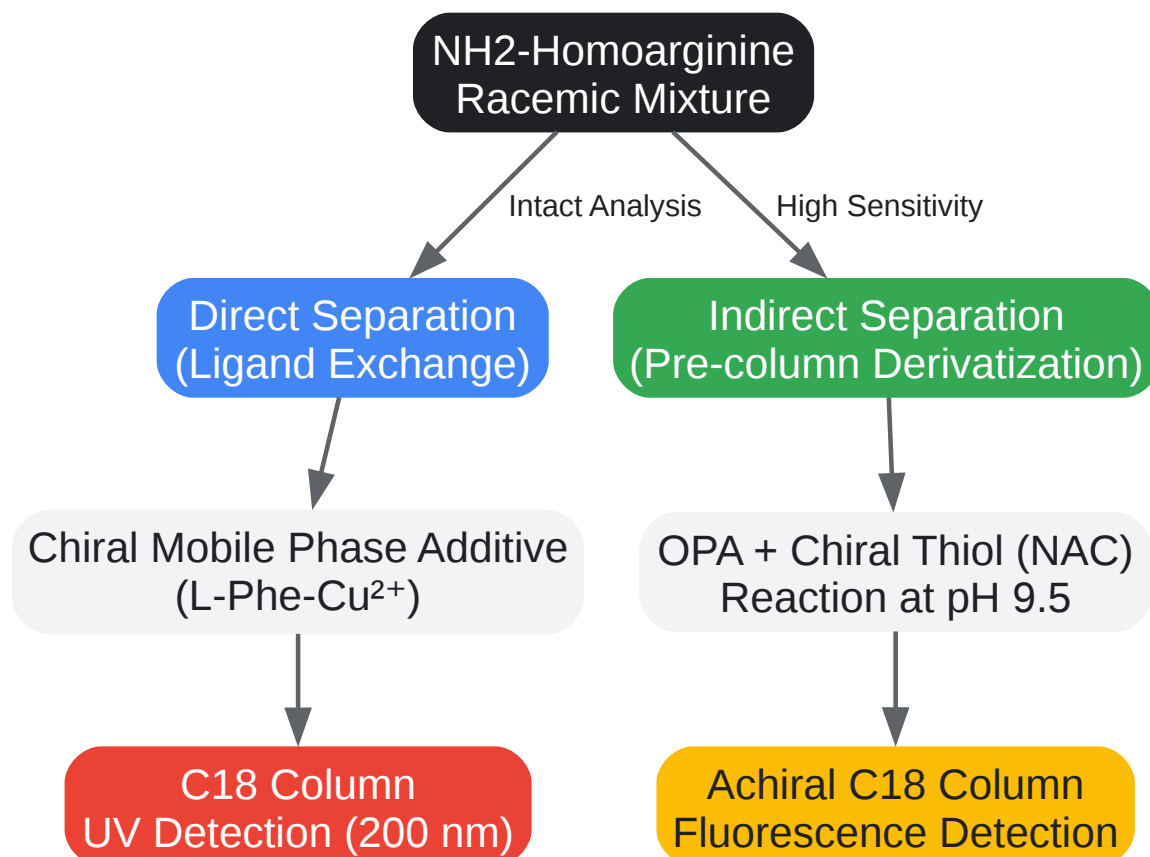 NH2-Homoarginine
Racemic Mixture
Intact Analysis
High Sensitivity
Direct Separation
(Ligand Exchange)
Indirect Separation
(Pre-column Derivatization)
Chiral Mobile Phase Additive
(L-Phe-Cu²⁺)
OPA + Chiral Thiol (NAC)
Reaction at pH 9.5
C18 Column
UV Detection (200 nm)
Achiral C18 Column
Fluorescence Detection